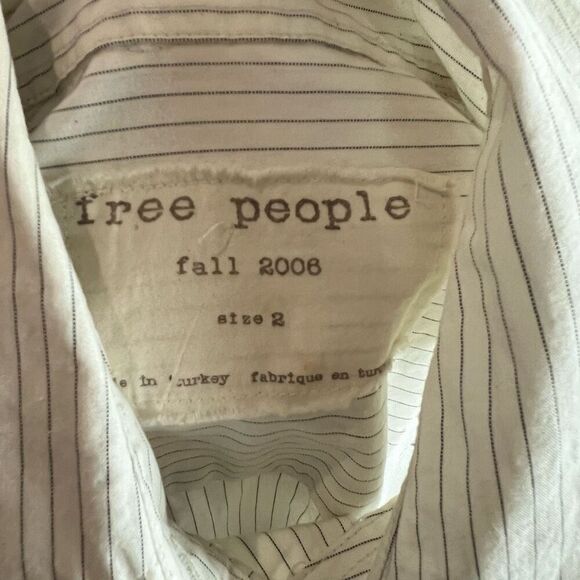 free people
fall 2006
size 2
in turkey fabrique en